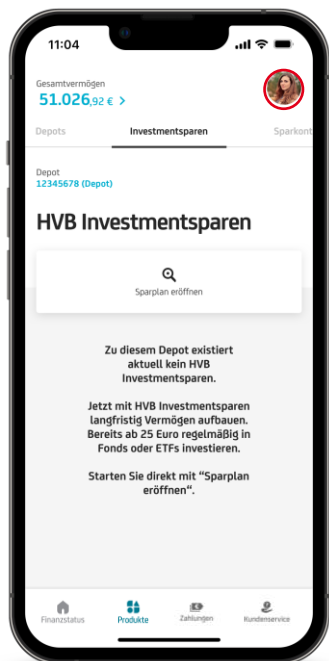 11:04
Gesamtvermögen
51.026,92 € >
Depots Investmentsparen Sparkont
Depot
12345678 (Depot)
HVB Investmentsparen
Sparplan eröffnen
Zu diesem Depot existiert
aktuell kein HVB
Investmentsparen.
Jetzt mit HVB Investmentsparen
langfristig Vermögen aufbauen.
Bereits ab 25 Euro regelmäßig in
Fonds oder ETFs investieren.
Starten Sie direkt mit “Sparplan
eröffnen“.
Finanzstatus Produkte Zahlungen Kundenservice